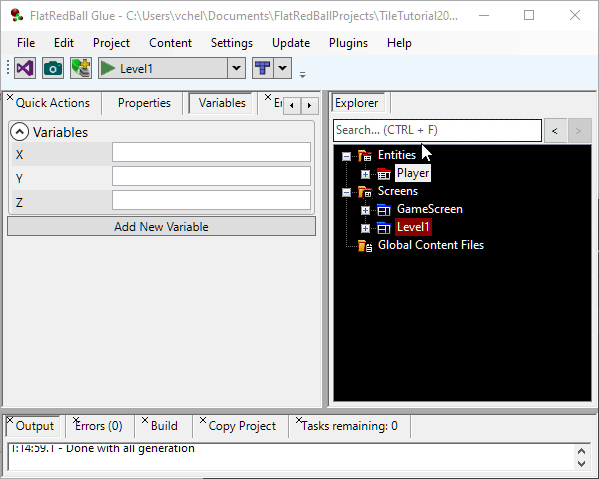 FlatRedBall Glue - C:\Users\vchel\Documents\FlatRedBallProjects\TileTutorial20...
File Edit Project Content Settings Update Plugins Help
Level1
Quick Actions Properties Variables
Explorer
Search... (CTRL + F) < >
Variables
X
Y
Z
Add New Variable
Entities
Player
Screens
GameScreen
Level1
Global Content Files
Output Errors (0) Build Copy Project Tasks remaining: 0
1:14:59.1 - Done with all generation